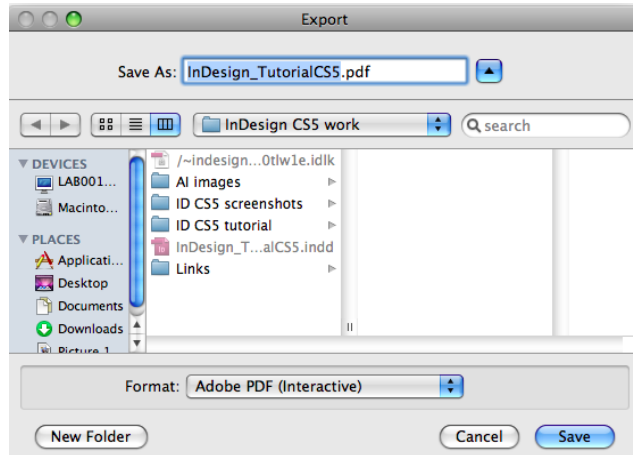 Export
Save As: InDesign_TutorialCS5.pdf
InDesign CS5 work
search
DEVICES
LAB001...
Macinto...
PLACES
Applicati...
Desktop
Documents
Downloads
Picture 1
/~indesign...0tlw1e.idlk
AI images
ID CS5 screenshots
ID CS5 tutorial
InDesign_T...alCS5.indd
Links
Format: Adobe PDF (Interactive)
New Folder
Cancel
Save